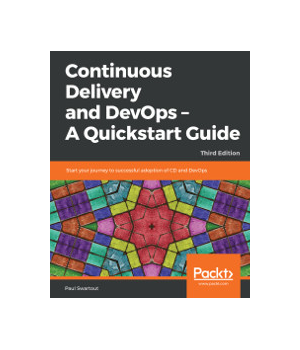 Continuous
Delivery
and DevOps –
A Quickstart Guide
Third Edition
Start your journey to successful adoption of CD and DevOps
Paul Swartout
Packt>
www.packt.com